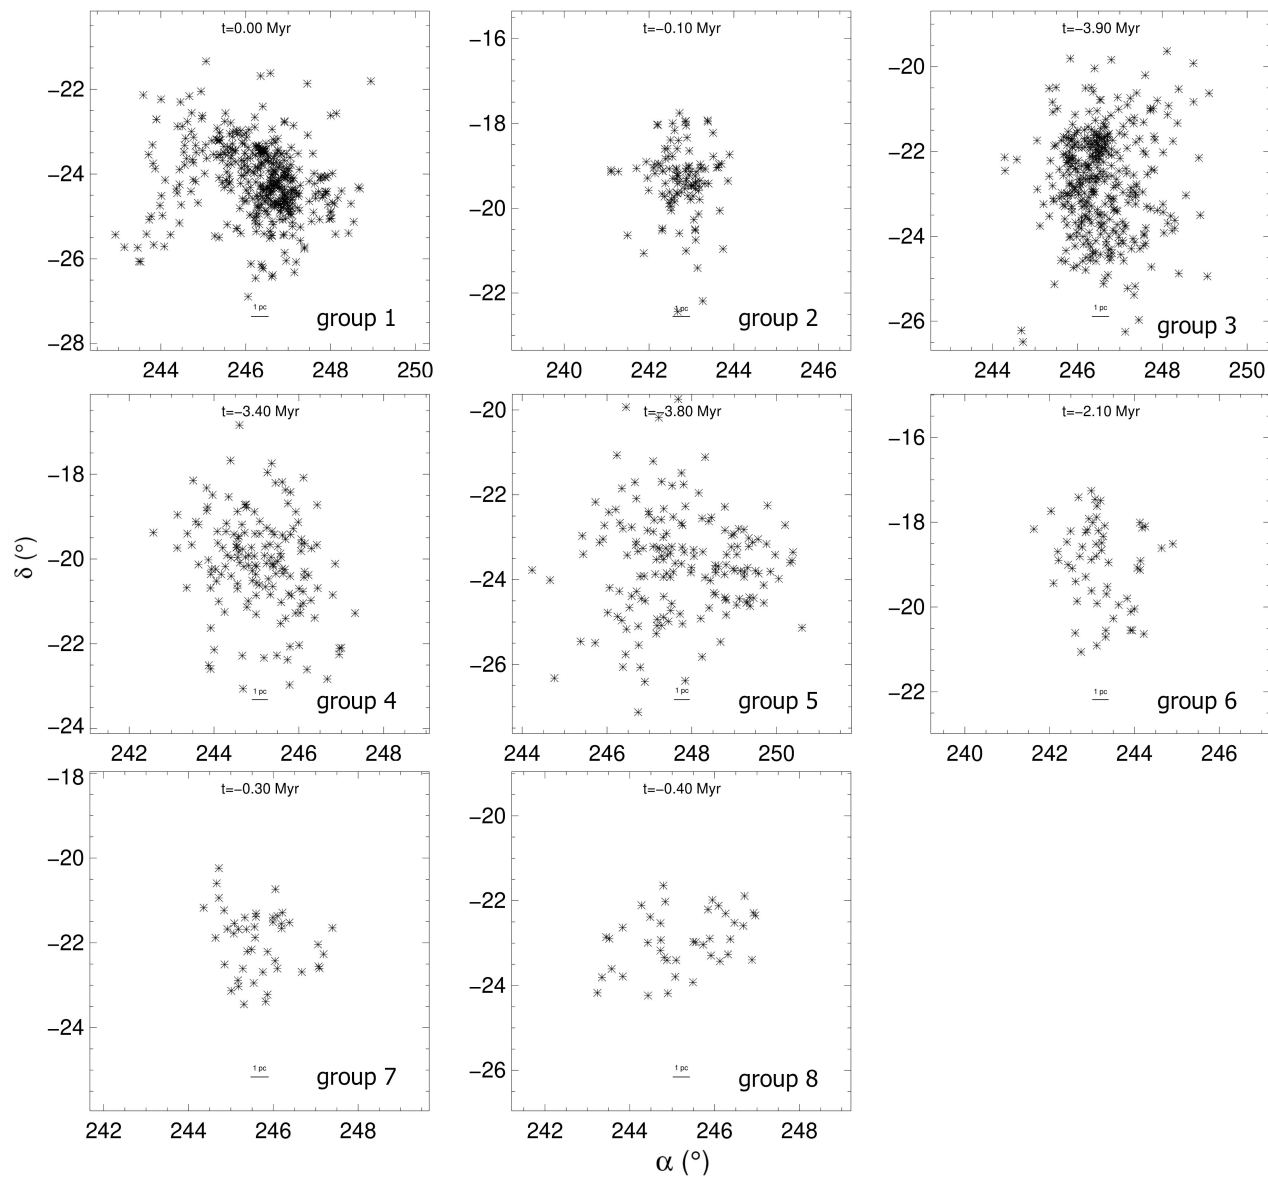 t=0.00 Myr
−22
−24
−26
−28
244 246 248 250
1 pc
group 1
t=−0.10 Myr
−16
−18
−20
−22
240 242 244 246
1 pc
group 2
t=−3.90 Myr
−20
−22
−24
−26
244 246 248 250
1 pc
group 3
t=−3.40 Myr
−18
−20
−22
−24
242 244 246 248
1 pc
group 4
δ (°)
t=−3.80 Myr
−20
−22
−24
−26
244 246 248 250
1 pc
group 5
t=−2.10 Myr
−16
−18
−20
−22
240 242 244 246
1 pc
group 6
t=−0.30 Myr
−18
−20
−22
−24
242 244 246 248
1 pc
group 7
t=−0.40 Myr
−20
−22
−24
−26
242 244 246 248
1 pc
group 8
α (°)